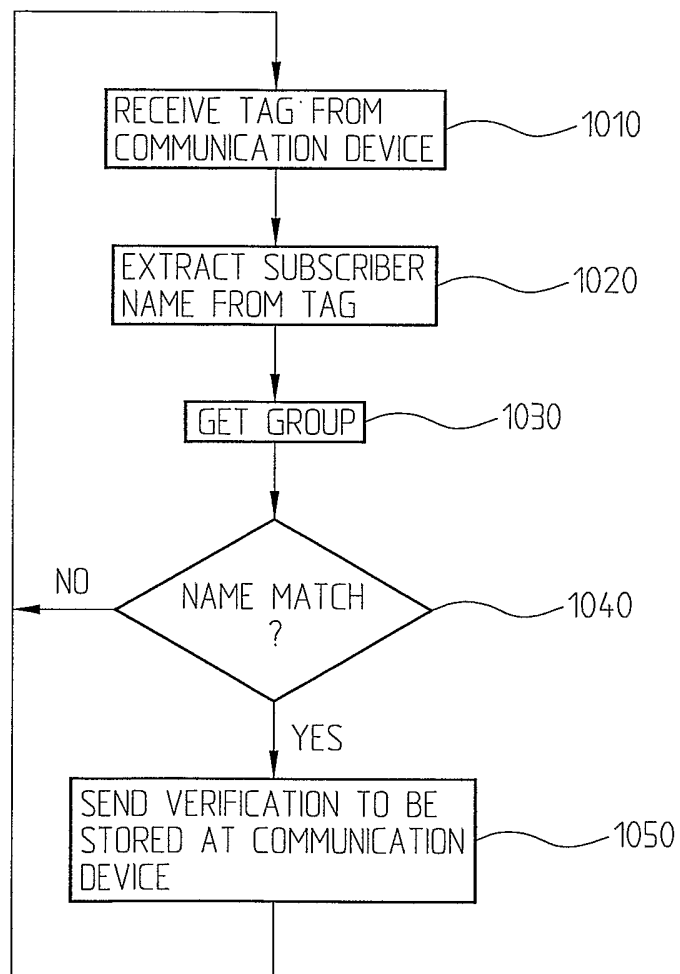 RECEIVE TAG FROM
COMMUNICATION DEVICE
1010
EXTRACT SUBSCRIBER
NAME FROM TAG
1020
GET GROUP
1030
NO
NAME MATCH
?
1040
YES
SEND VERIFICATION TO BE
STORED AT COMMUNICATION
DEVICE
1050